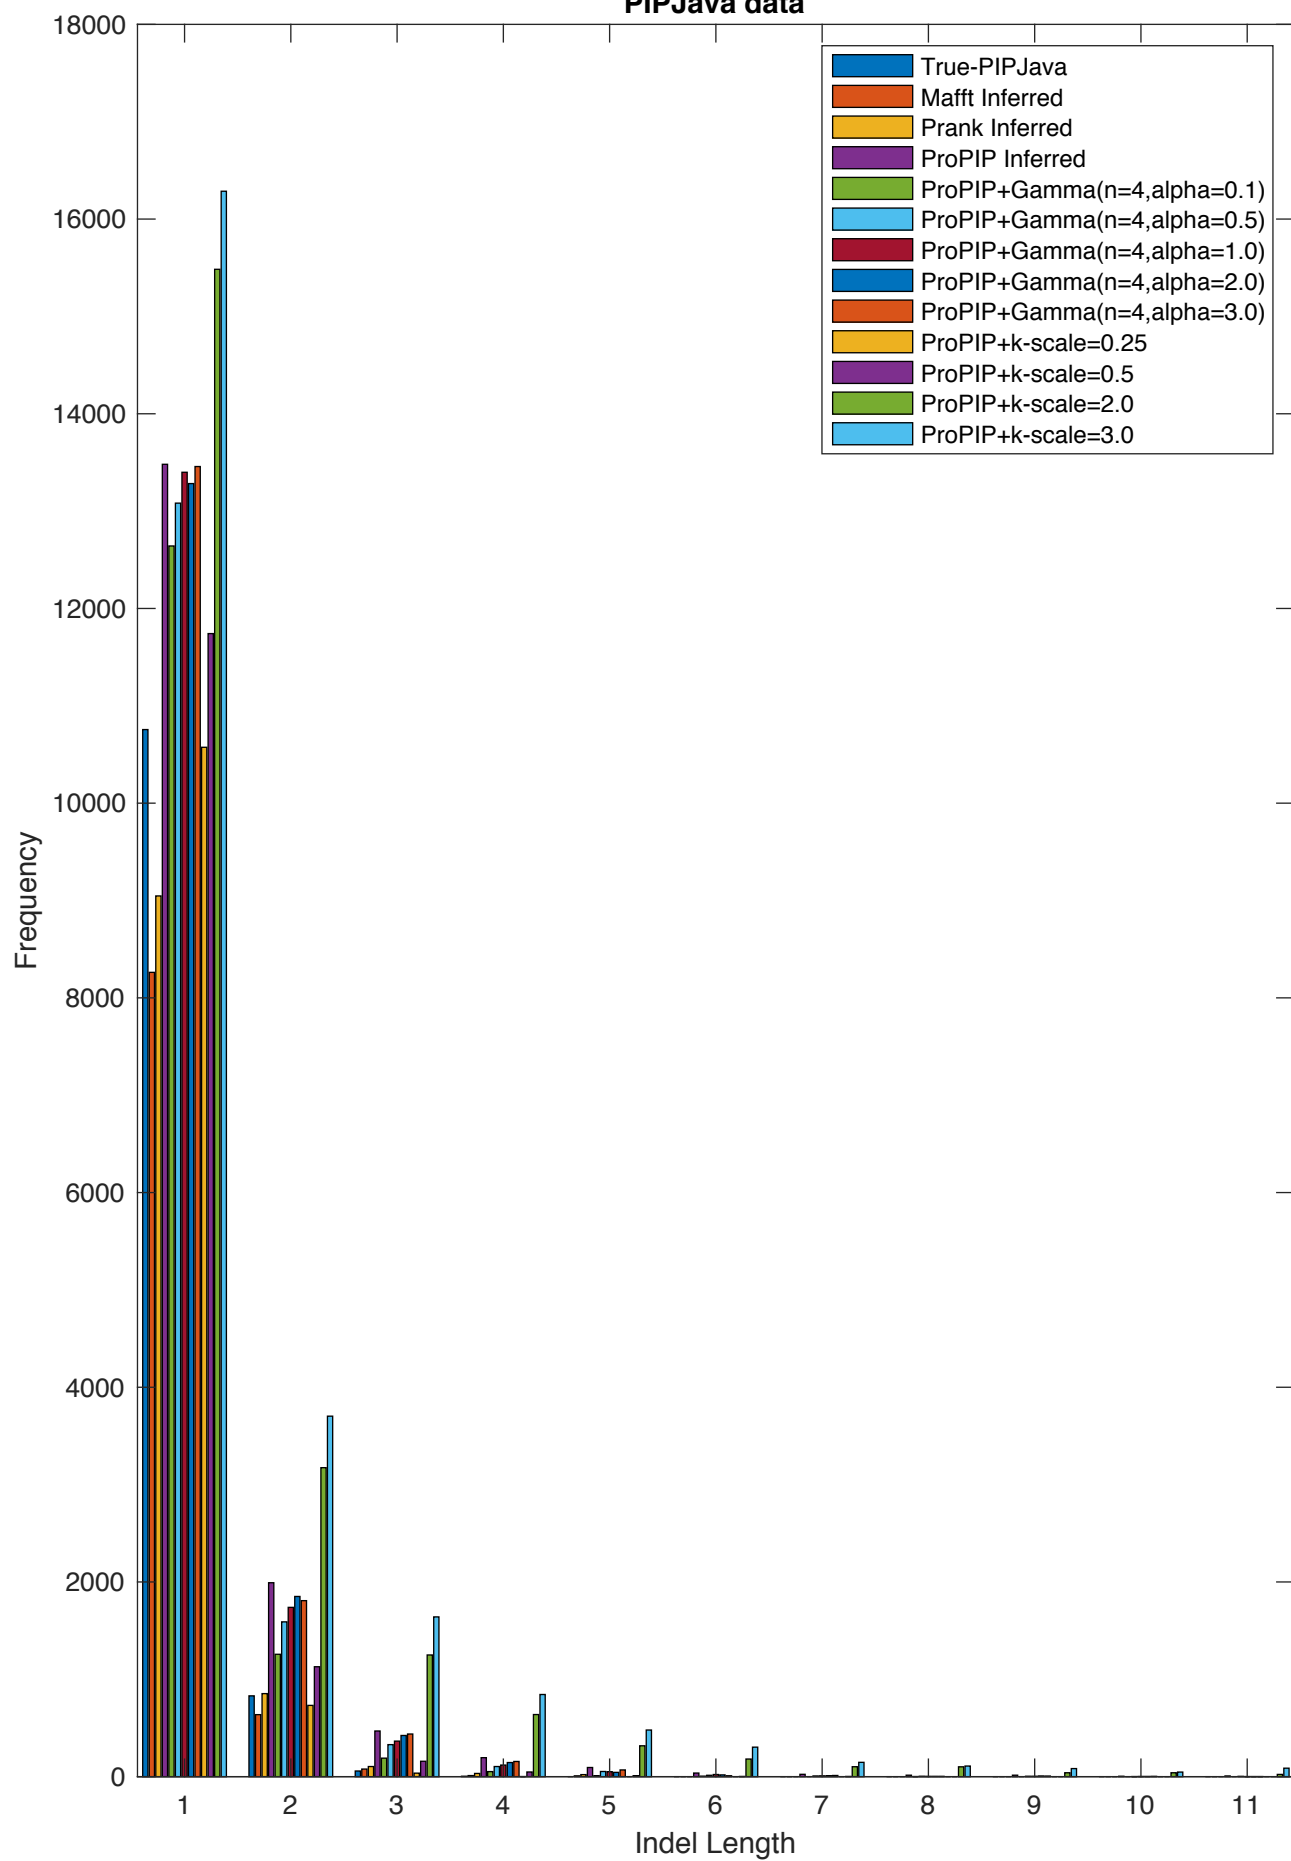 PIPJava data
18000
16000
14000
12000
10000
8000
6000
4000
2000
0
Frequency
True-PIPJava
Mafft Inferred
Prank Inferred
ProPIP Inferred
ProPIP+Gamma(n=4,alpha=0.1)
ProPIP+Gamma(n=4,alpha=0.5)
ProPIP+Gamma(n=4,alpha=1.0)
ProPIP+Gamma(n=4,alpha=2.0)
ProPIP+Gamma(n=4,alpha=3.0)
ProPIP+k-scale=0.25
ProPIP+k-scale=0.5
ProPIP+k-scale=2.0
ProPIP+k-scale=3.0
1 2 3 4 5 6 7 8 9 10 11
Indel Length